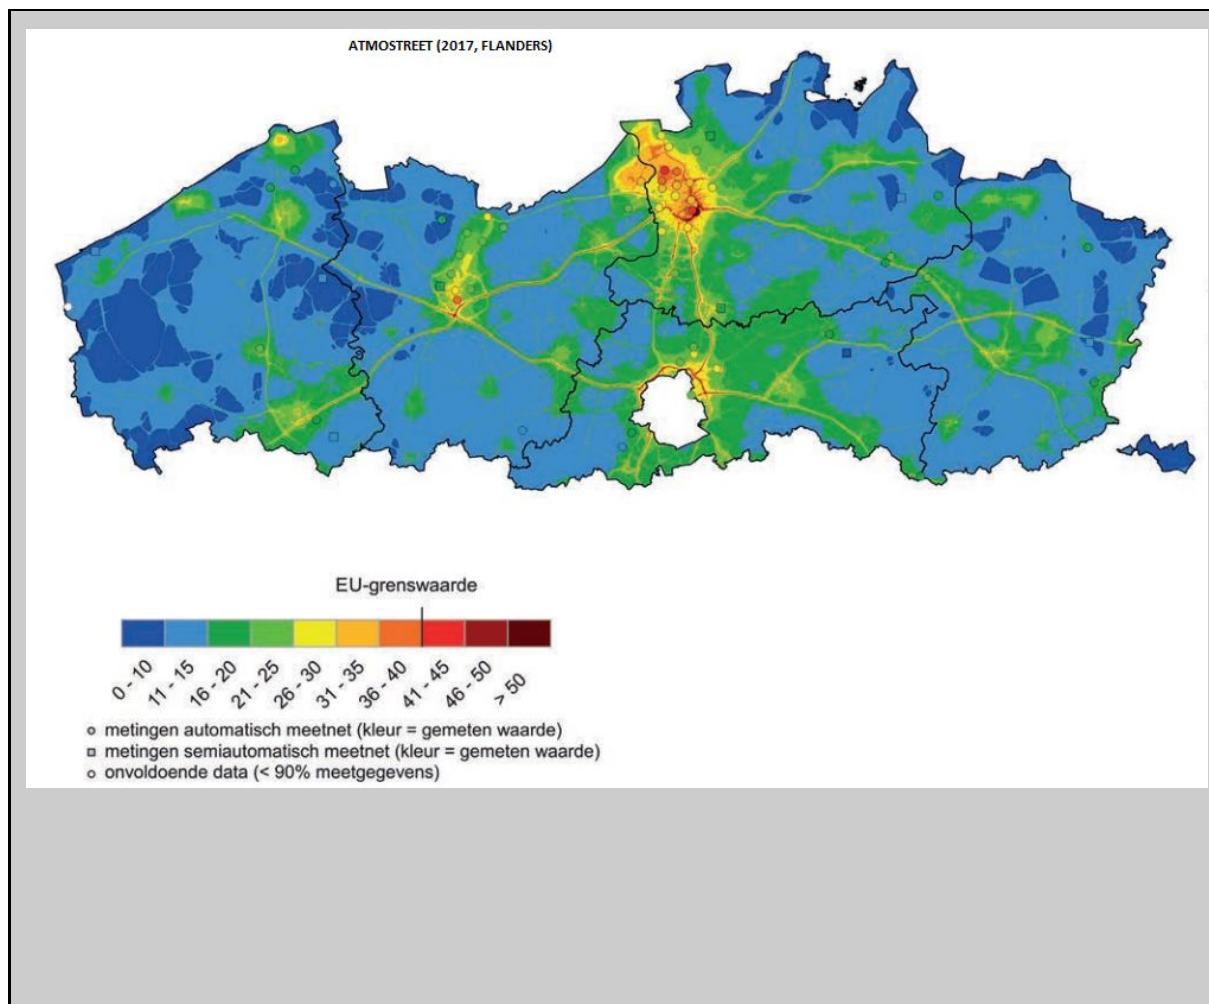 ATMOSTREET (2017, FLANDERS)
EU-grenswaarde
0 - 10
11 - 15
16 - 20
21 - 25
26 - 30
31 - 35
36 - 40
41 - 45
46 - 50
> 50
metingen automatisch meetnet (kleur = gemeten waarde)
metingen semiautomatisch meetnet (kleur = gemeten waarde)
onvoldoende data (< 90% meetgegevens)